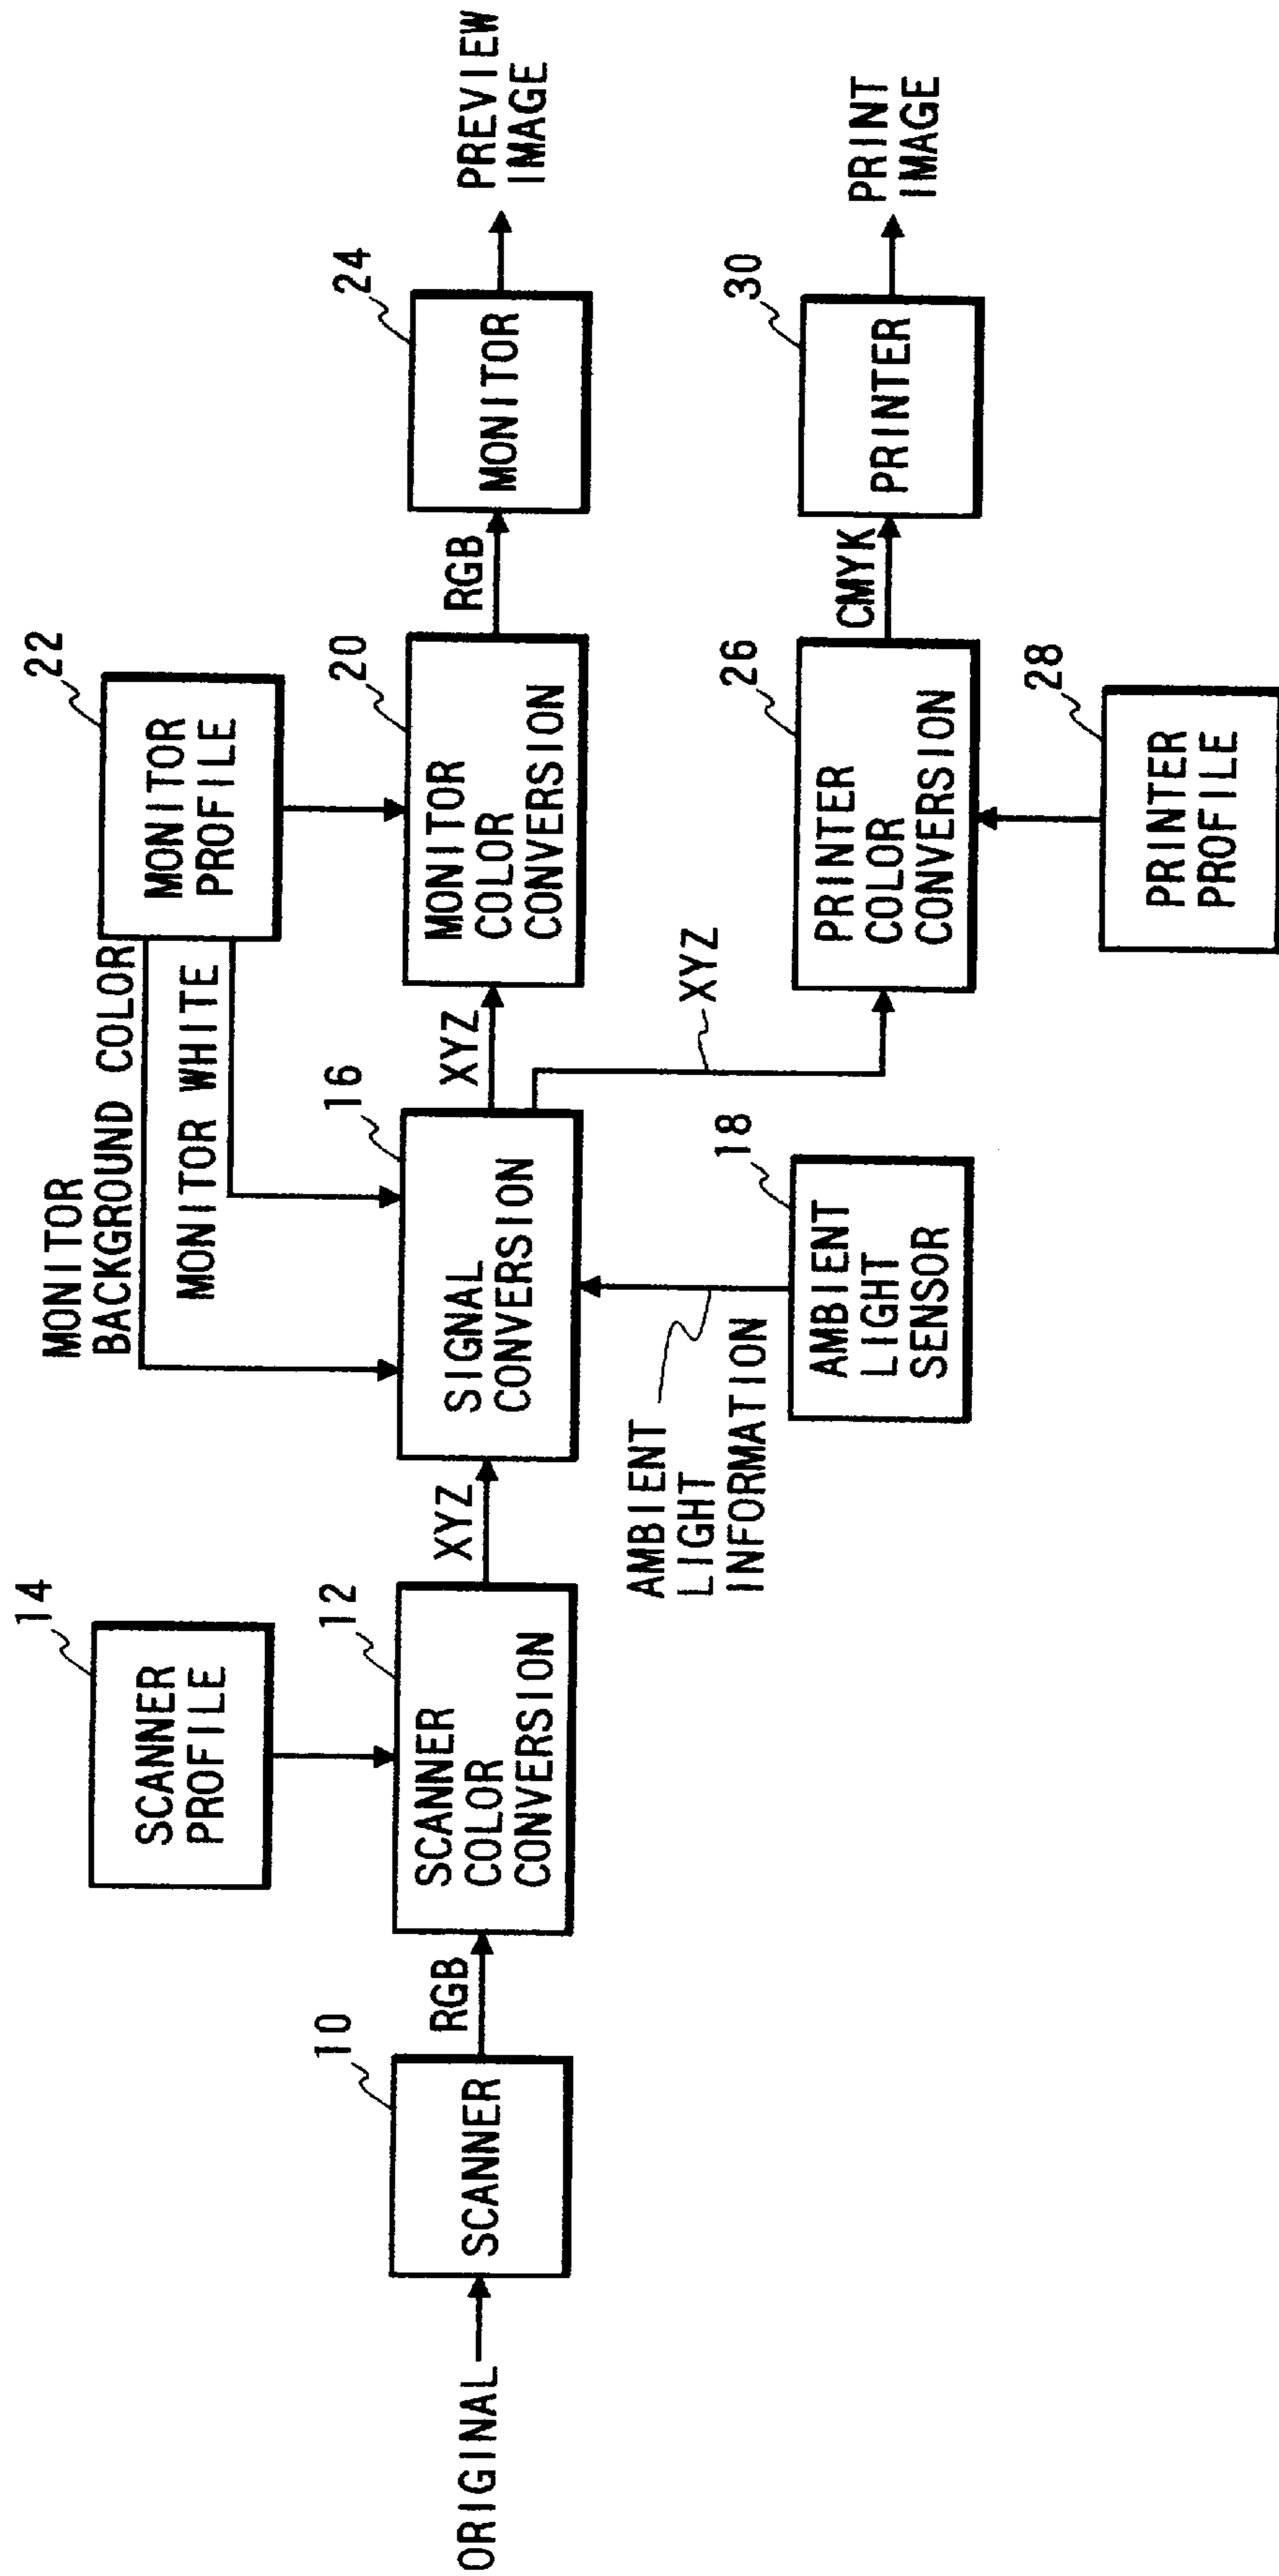 ORIGINAL
10
SCANNER
RGB
14
SCANNER
PROFILE
12
SCANNER
COLOR
CONVERSION
XYZ
MONITOR
BACKGROUND COLOR
MONITOR WHITE
16
SIGNAL
CONVERSION
AMBIENT
LIGHT
INFORMATION
18
AMBIENT
LIGHT
SENSOR
XYZ
XYZ
22
MONITOR
PROFILE
20
MONITOR
COLOR
CONVERSION
RGB
24
MONITOR
PREVIEW
IMAGE
26
PRINTER
COLOR
CONVERSION
28
PRINTER
PROFILE
CMYK
30
PRINTER
PRINT
IMAGE